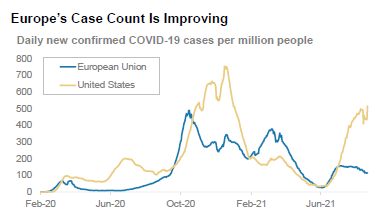 Europe's Case Count Is Improving
Daily new confirmed COVID-19 cases per million people
800
700
600
500
400
300
200
100
0
European Union
United States
Feb-20
Jun-20
Oct-20
Feb-21
Jun-21